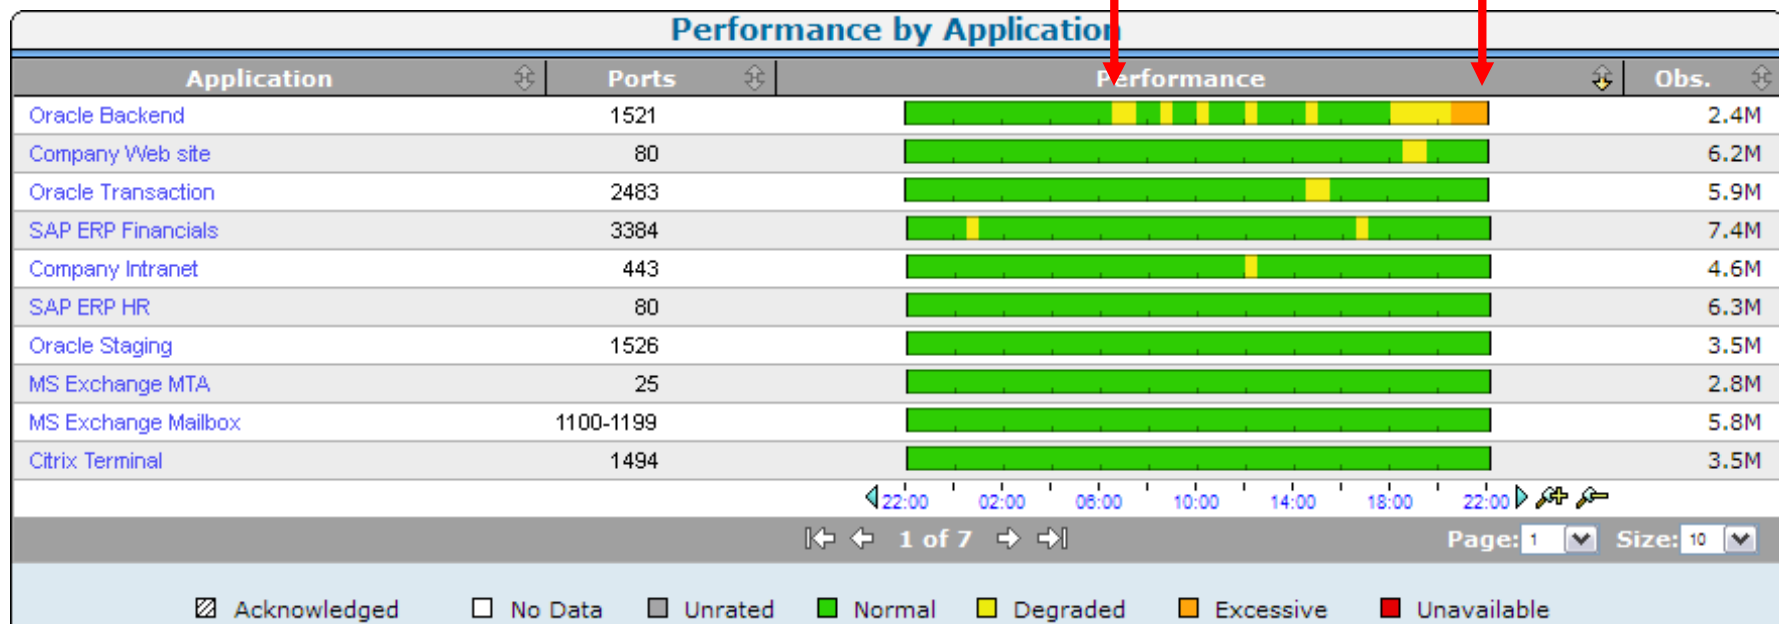 Performance by Application
Application Ports Performance Obs.
Oracle Backend 1521 2.4M
Company Web site 80 6.2M
Oracle Transaction 2483 5.9M
SAP ERP Financials 3384 7.4M
Company Intranet 443 4.6M
SAP ERP HR 80 6.3M
Oracle Staging 1526 3.5M
MS Exchange MTA 25 2.8M
MS Exchange Mailbox 1100-1199 5.8M
Citrix Terminal 1494 3.5M
22:00 02:00 06:00 10:00 14:00 18:00 22:00
1 of 7 Page: 1 Size: 10
Acknowledged No Data Unrated Normal Degraded Excessive Unavailable